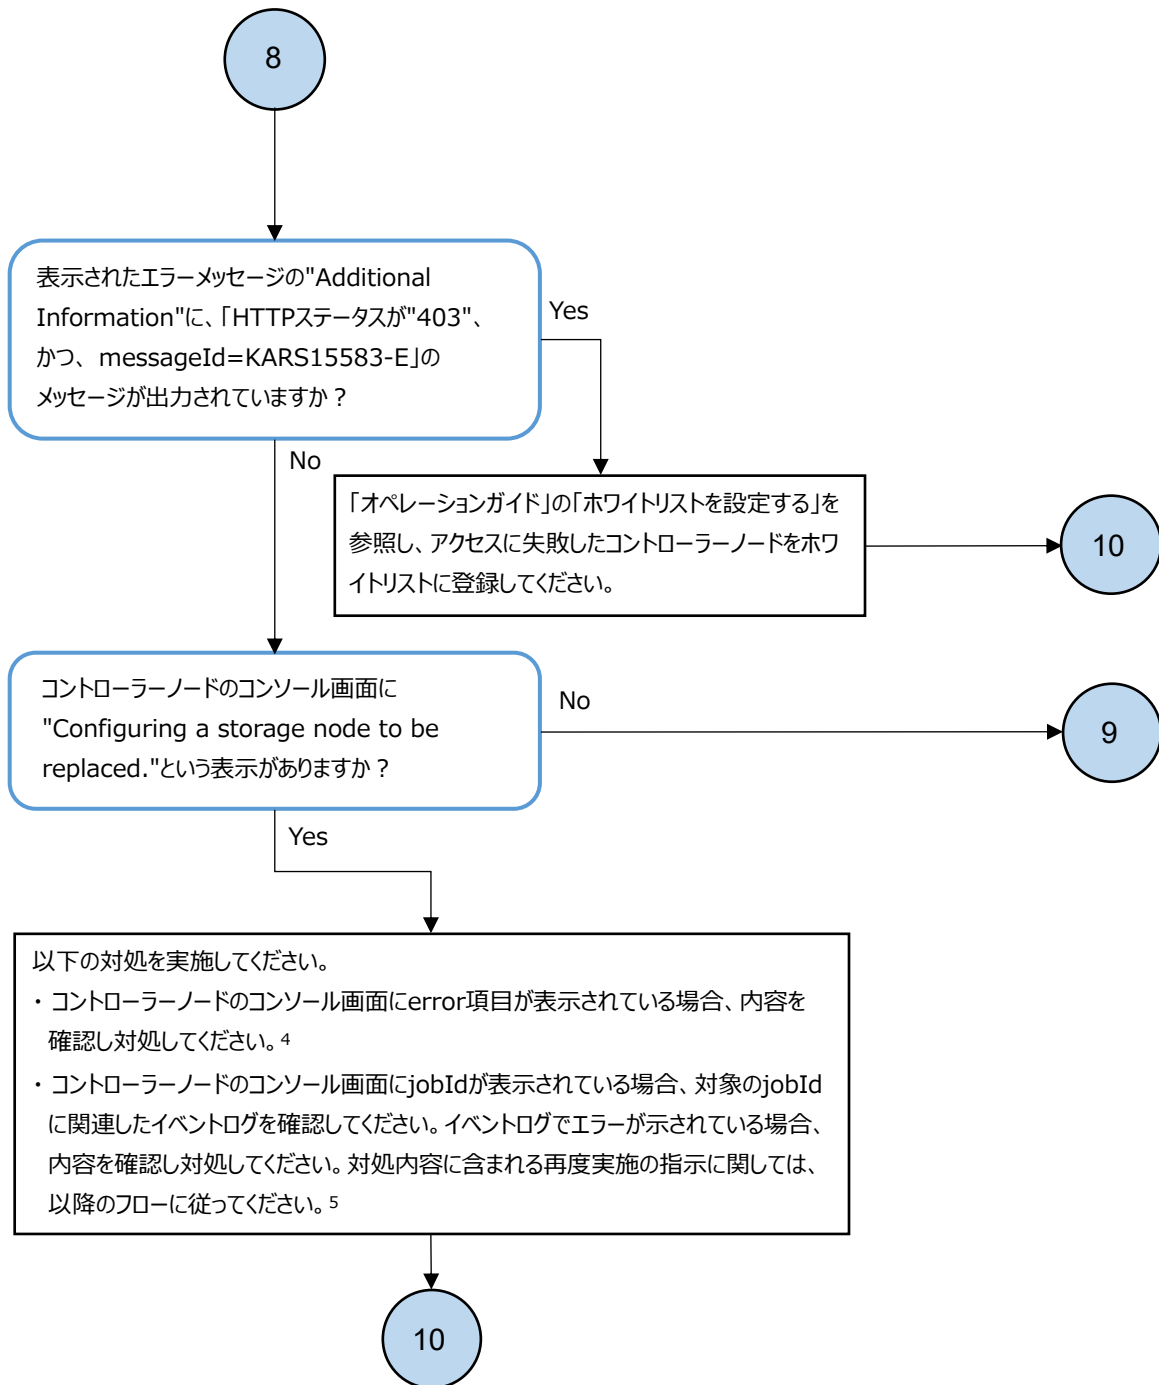 8
表示されたエラーメッセージの"Additional
Information"に、「HTTPステータスが"403"、
かつ、messageId=KARS15583-E」の
メッセージが出力されていますか？
Yes
No
「オペレーションガイド」の「ホワイトリストを設定する」を
参照し、アクセスに失敗したコントローラーノードをホワ
イトリストに登録してください。
10
コントローラーノードのコンソール画面に
"Configuring a storage node to be
replaced."という表示がありますか？
No
9
Yes
以下の対処を実施してください。
・コントローラーノードのコンソール画面にerror項目が表示されている場合、内容を
確認し対処してください。4
・コントローラーノードのコンソール画面にjobIdが表示されている場合、対象のjobId
に関連したイベントログを確認してください。イベントログでエラーが示されている場合、
内容を確認し対処してください。対処内容に含まれる再度実施の指示に関しては、
以降のフローに従ってください。5
10